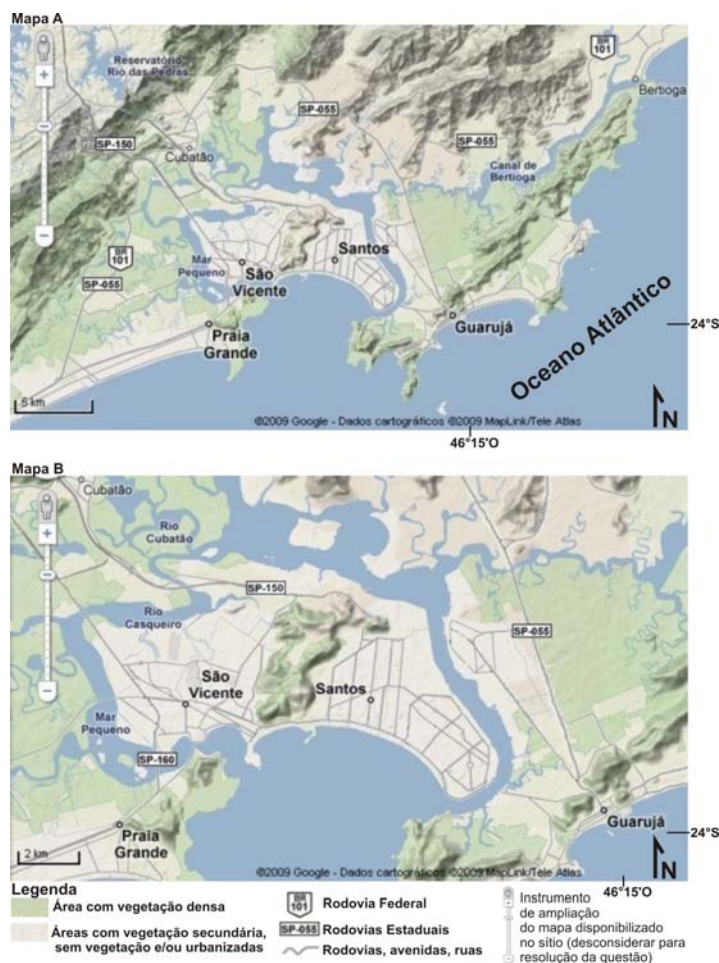 Mapa A
BR
101
Reservatório
Rio das Pedras
Bertioga
SP-055
SP-150
SP-055
Cubatão
Canal de
Bertioga
BR
101
Mar
Pequeno
Santos
SP-055
São
Vicente
Guarujá
Praia
Grande
24°S
Oceano Atlântico
5 km
N
©2009 Google - Dados cartográficos ©2009 MapLink/Tele Atlas
46°15'O
Mapa B
Cubatão
Rio
Cubatão
SP-150
Rio
Casqueiro
SP-055
São
Vicente
Santos
Mar
Pequeno
SP-160
Guarujá
Praia
Grande
24°S
2 km
N
©2009 Google - Dados cartográficos ©2009 MapLink/Tele Atlas
46°15'O
Legenda
Área com vegetação densa
Áreas com vegetação secundária,
sem vegetação e/ou urbanizadas
BR
101
Rodovia Federal
SP-055
Rodovias Estaduais
Rodovias, avenidas, ruas
Instrumento
de ampliação
do mapa disponibilizado
no sítio (desconsiderar para
resolução da questão)